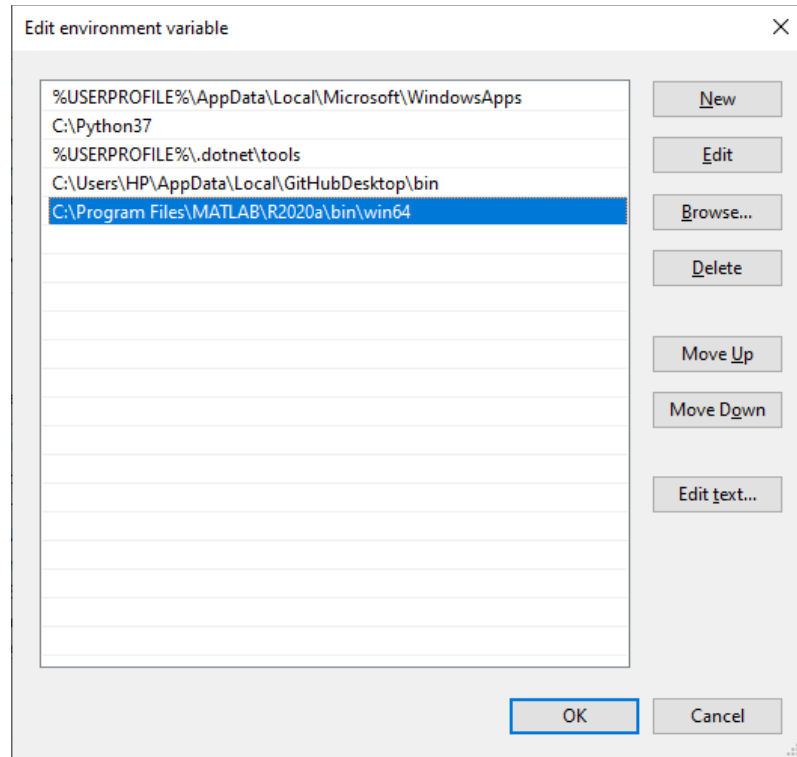 Edit environment variable
%USERPROFILE%\AppData\Local\Microsoft\WindowsApps
C:\Python37
%USERPROFILE%\.dotnet\tools
C:\Users\HP\AppData\Local\GitHubDesktop\bin
C:\Program Files\MATLAB\R2020a\bin\win64
New
Edit
Browse...
Delete
Move Up
Move Down
Edit text...
OK
Cancel